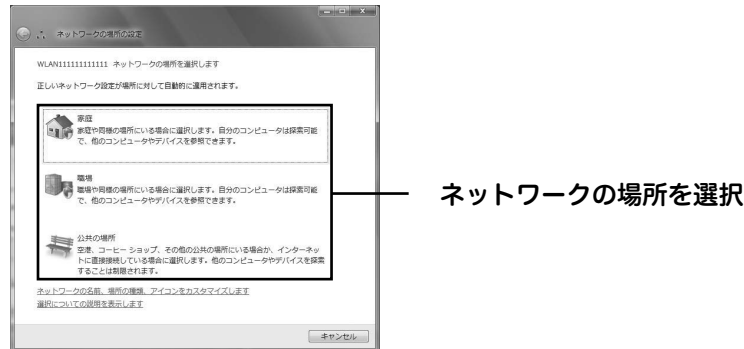 ネットワークの場所の設定
WLAN111111111111 ネットワークの場所を選択します
正しいネットワーク設定が場所に対して自動的に適用されます。
家庭
家庭や同様の場所にいる場合に選択します。自分のコンピュータは探索可能
で、他のコンピュータやデバイスを参照できます。
職場
職場や同様の場所にいる場合に選択します。自分のコンピュータは探索可能
で、他のコンピュータやデバイスを参照できます。
ネットワークの場所を選択
公共の場所
空港、コーヒー ショップ、その他の公共の場所にいる場合か、インターネッ
トに直接接続している場合に選択します。他のコンピュータやデバイスを探索
することは制限されます。
ネットワークの名前、場所の種類、アイコンをカスタマイズします
選択についての説明を表示します
キャンセル